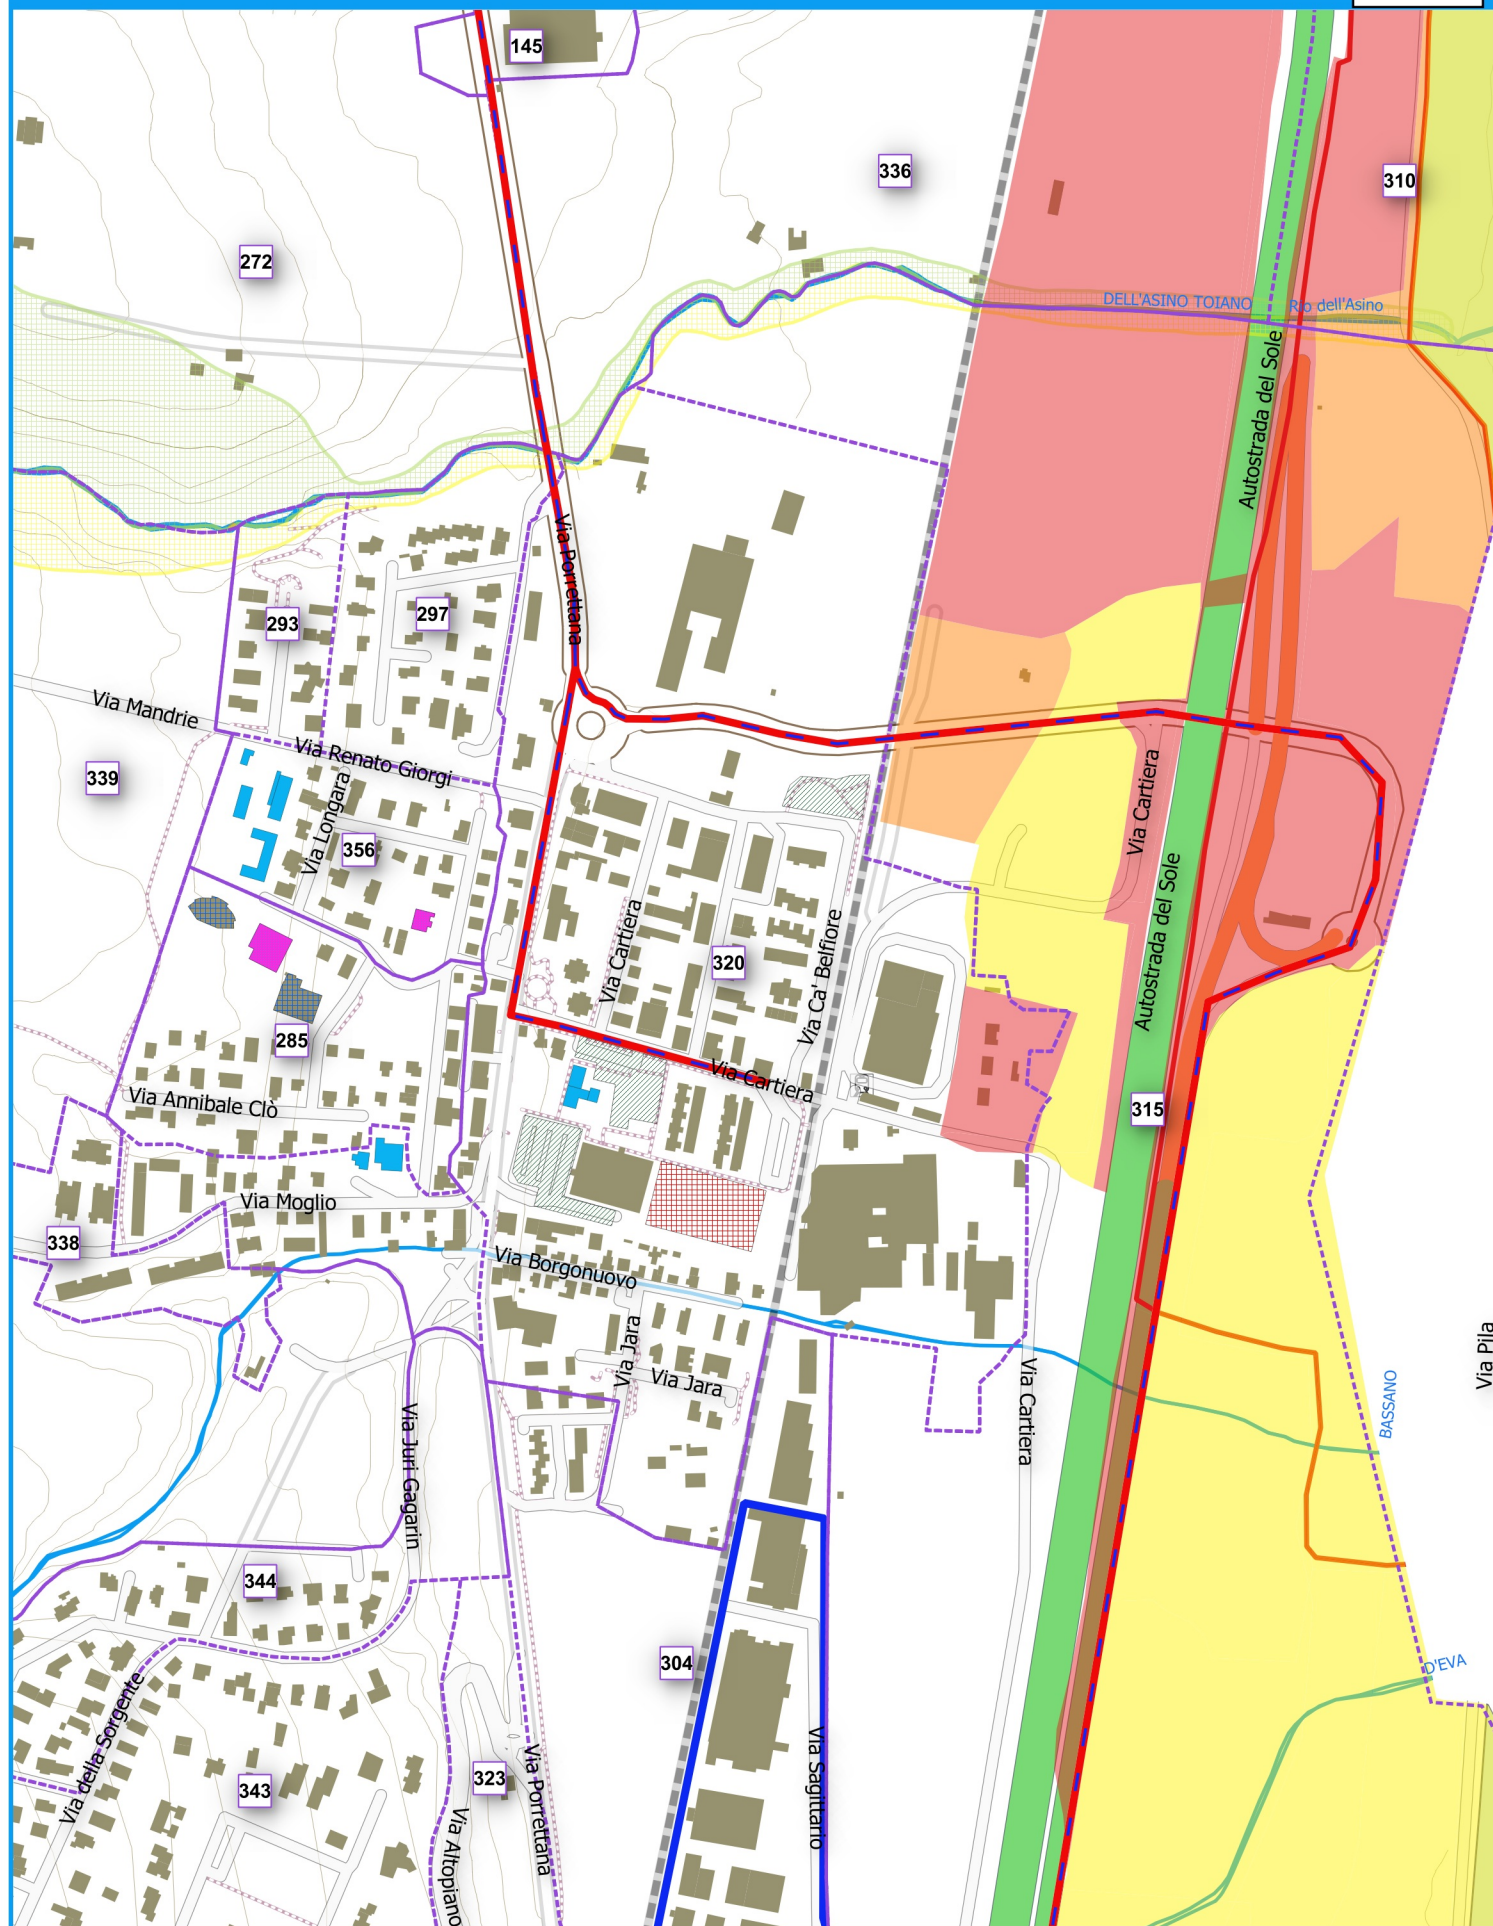 145
336
310
272
DELL'ASINO TOIANO
Rio dell'Asino
Autostrada del Sole
Via Porrettana
293
297
Via Mandrie
Via Renato Giorgi
339
Via Longara
356
Via Cartiera
Via Cartiera
320
Via Ca' Belfiore
Autostrada del Sole
285
Via Cartiera
Via Annibale Clò
315
Via Moglio
338
Via Borgonuovo
Via Jara
Via Jara
Via Pila
Via Cartiera
BASSANO
Via Juri Gagarin
344
304
D'EVA
Via della Sorgente
343
323
Via Porrettana
Via Sagittario
Via Altopiano